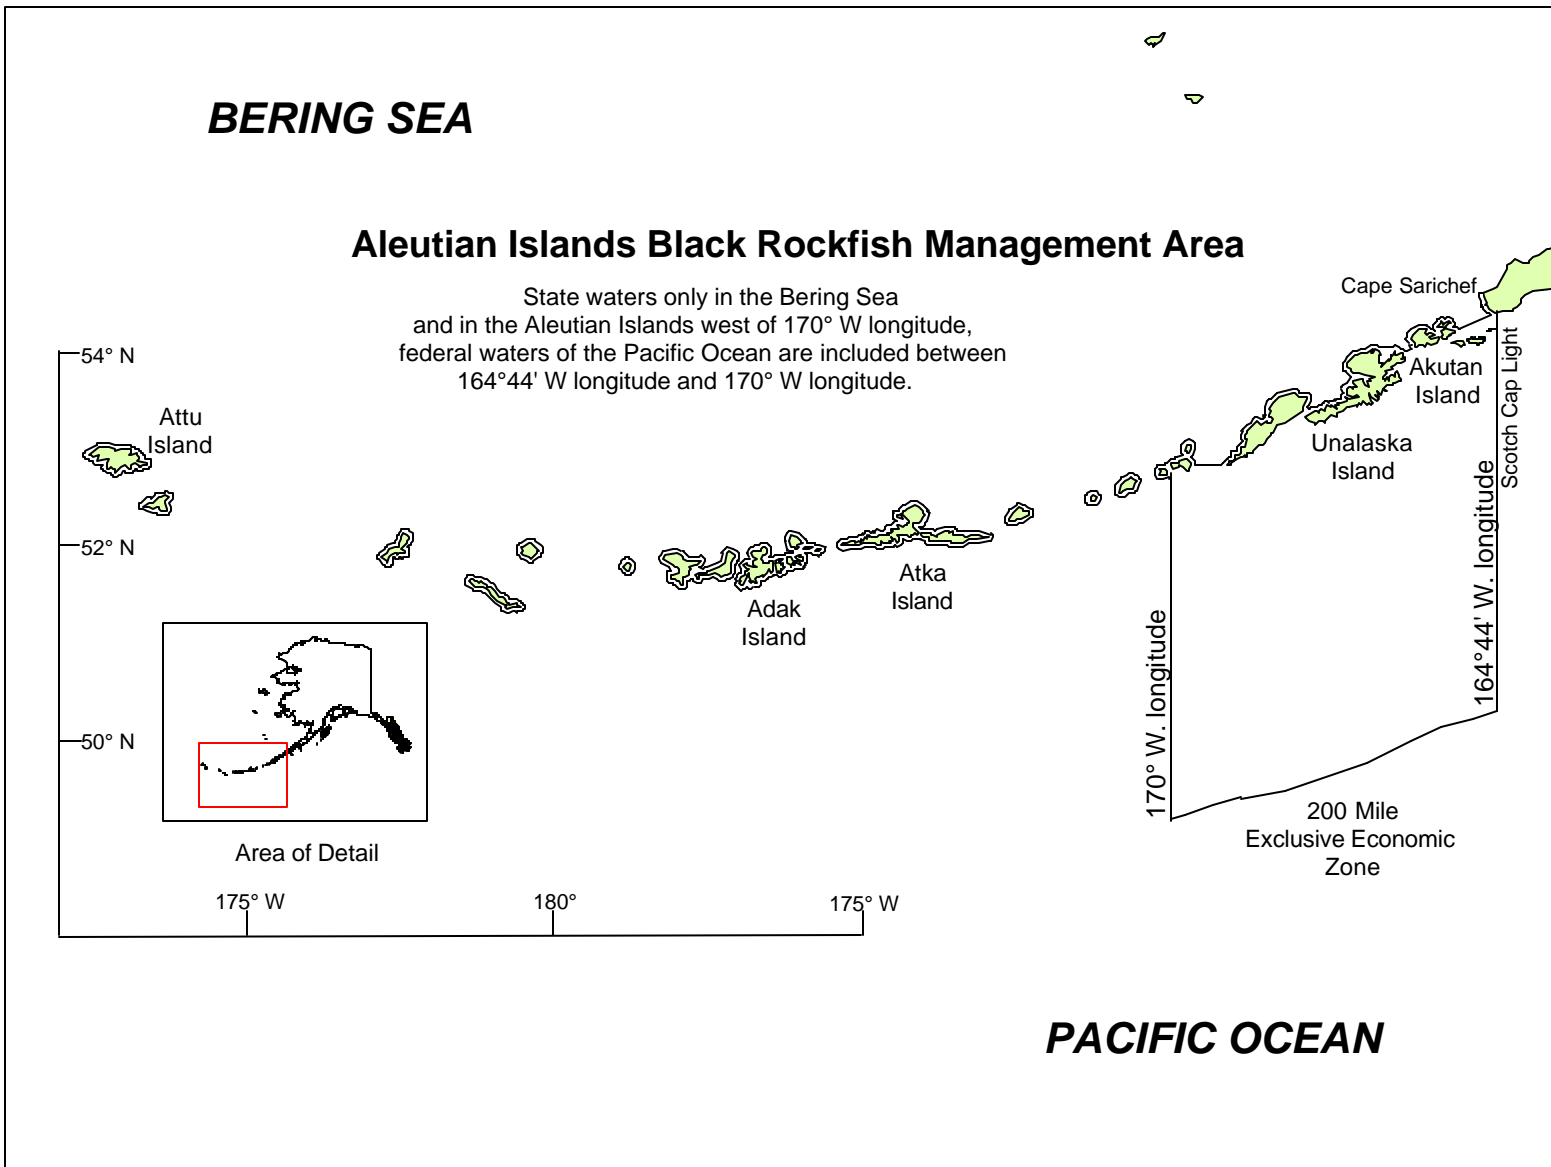 BERING SEA
Aleutian Islands Black Rockfish Management Area
State waters only in the Bering Sea
and in the Aleutian Islands west of 170° W longitude,
federal waters of the Pacific Ocean are included between
164°44' W longitude and 170° W longitude.
Cape Sarichef
54° N
Akutan
Island
Scotch Cap Light
Attu
Island
Unalaska
Island
52° N
Atka
Island
Adak
Island
170° W. longitude
164°44' W. longitude
50° N
200 Mile
Exclusive Economic
Zone
Area of Detail
175° W
180°
175° W
PACIFIC OCEAN